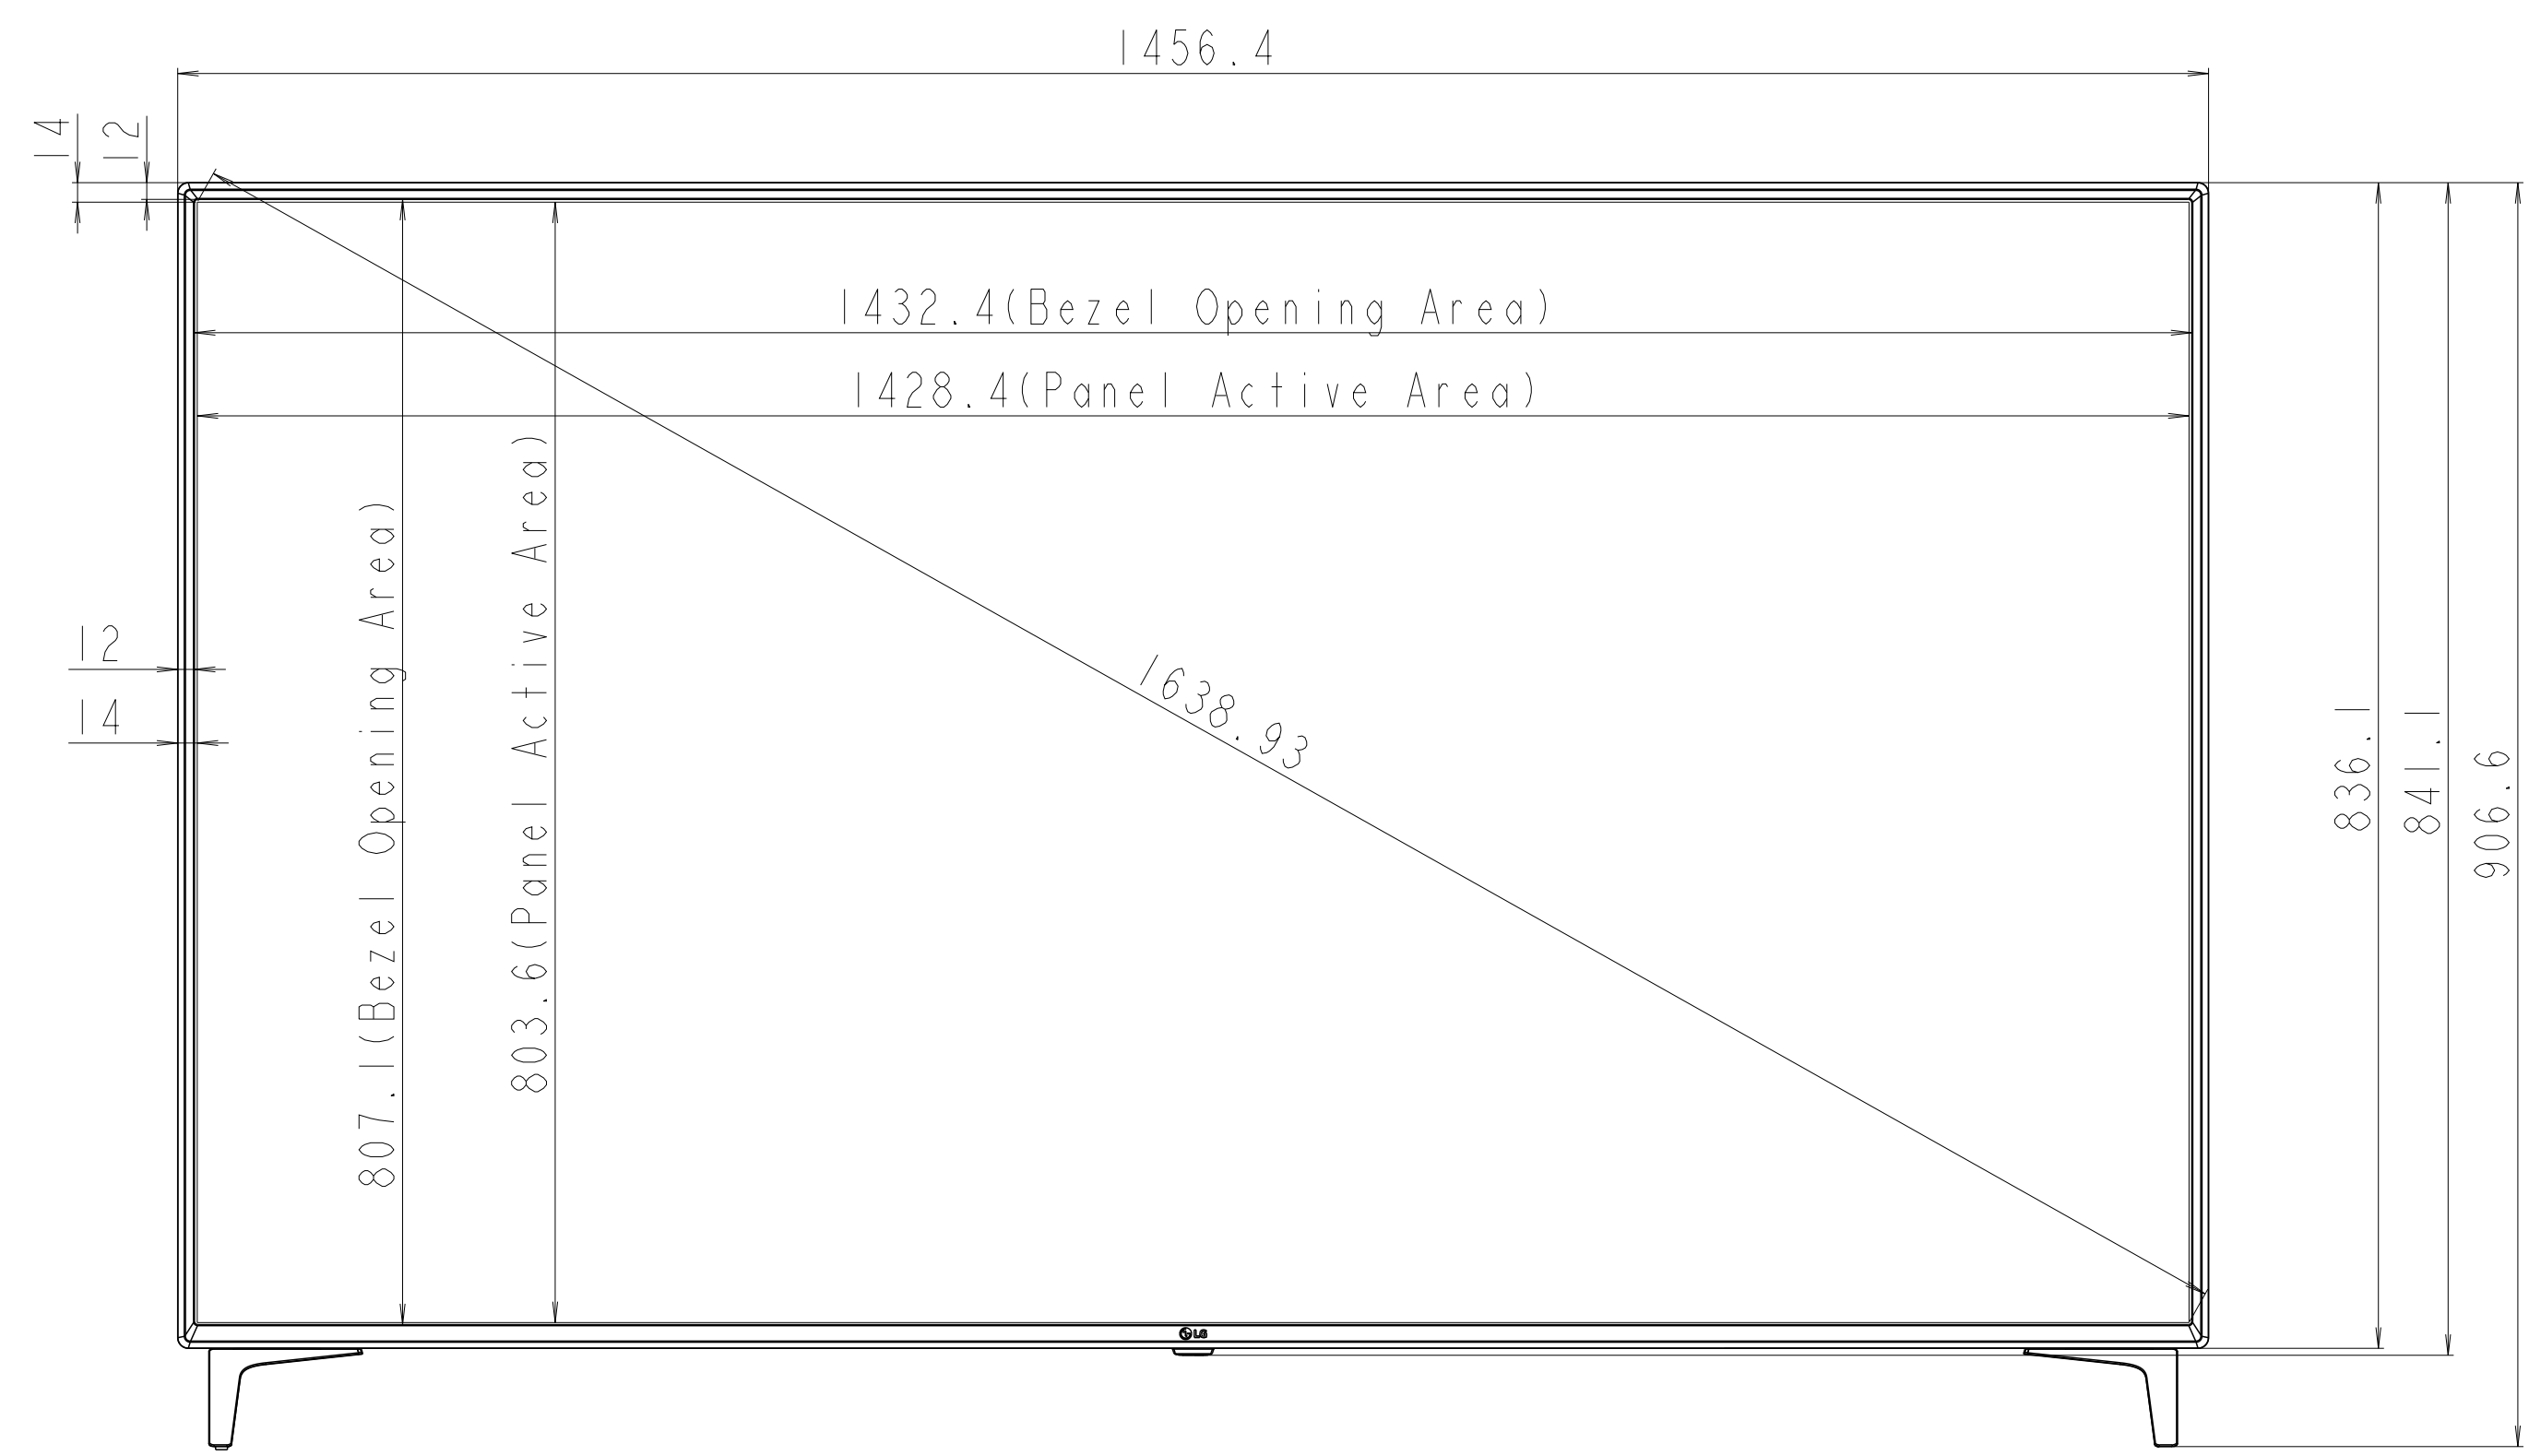 1456.4
14
12
1432.4(Bezel Opening Area)
1428.4(Panel Active Area)
807.1(Bezel Opening Area)
803.6(Panel Active Area)
12
14
1638.93
836.1
841.1
906.6
LG